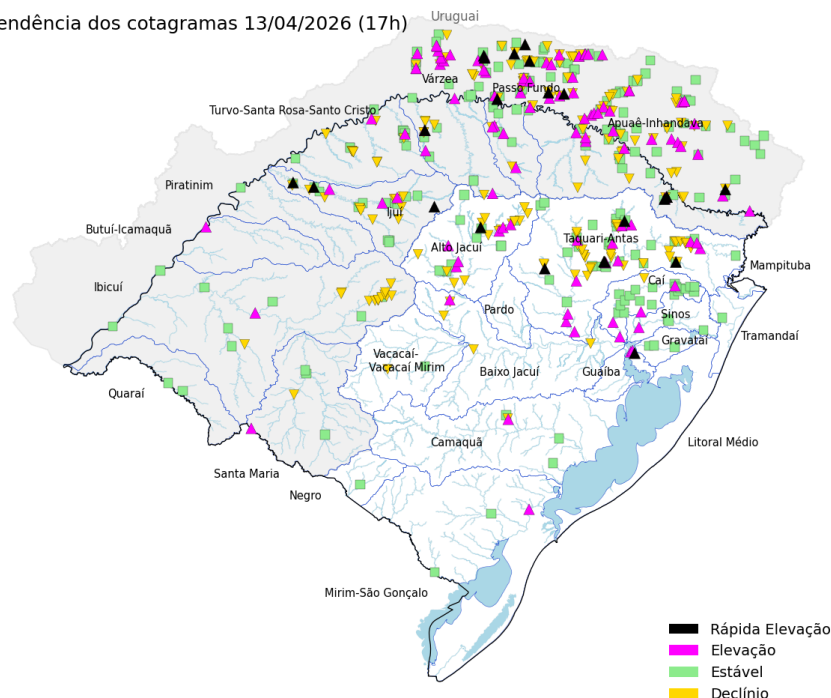 endência dos cotagramas 13/04/2026 (17h)
Uruguai
Várzea
Passo Fundo
Turvo-Santa Rosa-Santo Cristo
Apuaê-Inhandava
Piratinim
Ijuí
Butuí-Icamaquã
Alto Jacuí
Taquari-Antas
Mampituba
Ibicuí
Caí
Pardo
Sinos
Tramandaí
Gravataí
Vacacaí-
Vacacaí Mirim
Baixo Jacuí
Guaíba
Quaraí
Camaquã
Litoral Médio
Santa Maria
Negro
Mirim-São Gonçalo
Rápida Elevação
Elevação
Estável
Declínio